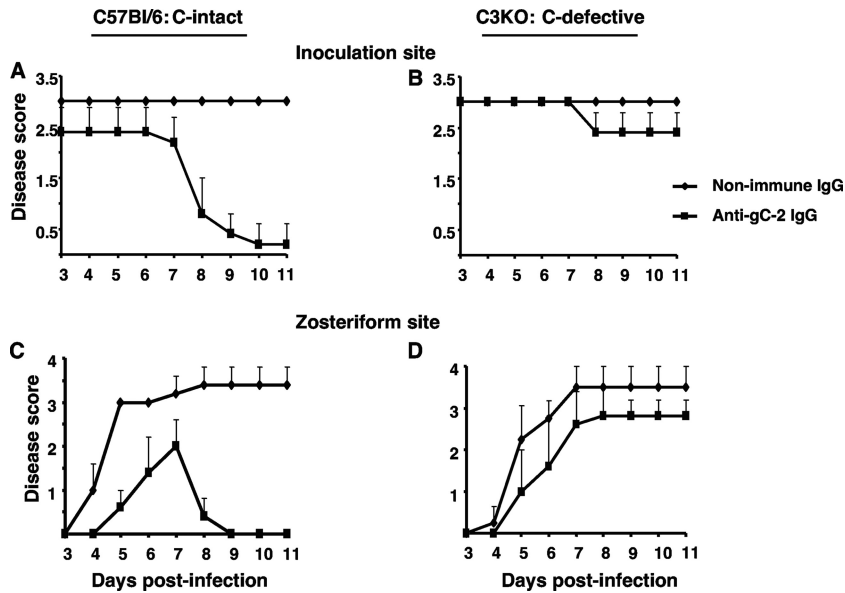 C57Bl/6: C-intact
C3KO: C-defective
Inoculation site
A
3.5
2.5
1.5
0.5
Disease score
3 4 5 6 7 8 9 10 11
B
3.5
2.5
1.5
0.5
3 4 5 6 7 8 9 10 11
Non-immune IgG
Anti-gC-2 IgG
Zosteriform site
C
4
3
2
1
Disease score
3 4 5 6 7 8 9 10 11
Days post-infection
D
4
3
2
1
3 4 5 6 7 8 9 10 11
Days post-infection